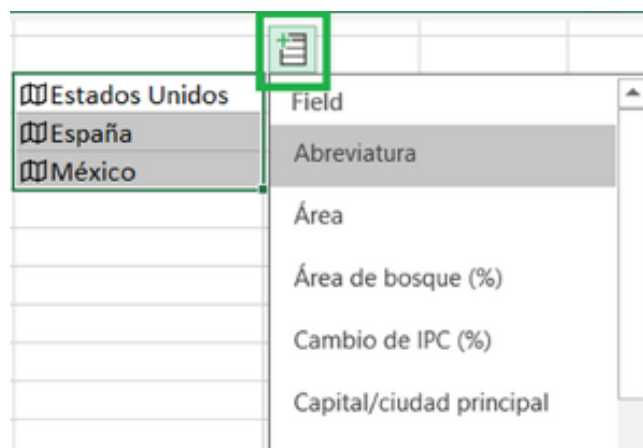 Estados Unidos
España
México
Field
Abreviatura
Área
Área de bosque (%)
Cambio de IPC (%)
Capital/ciudad principal